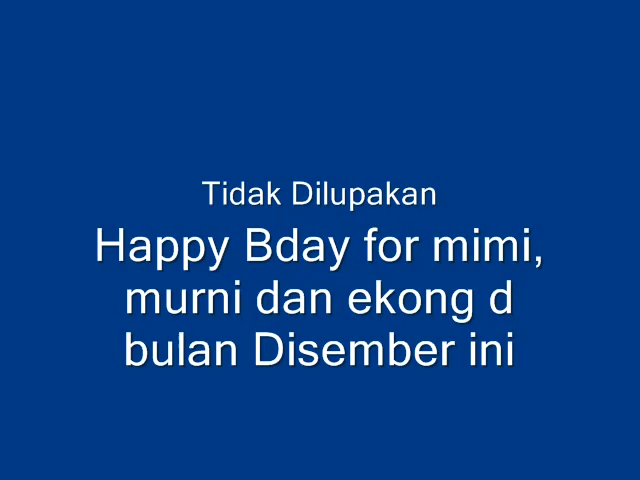 Tidak Dilupakan
Happy Bday for mimi,
murni dan ekong d
bulan Disember ini